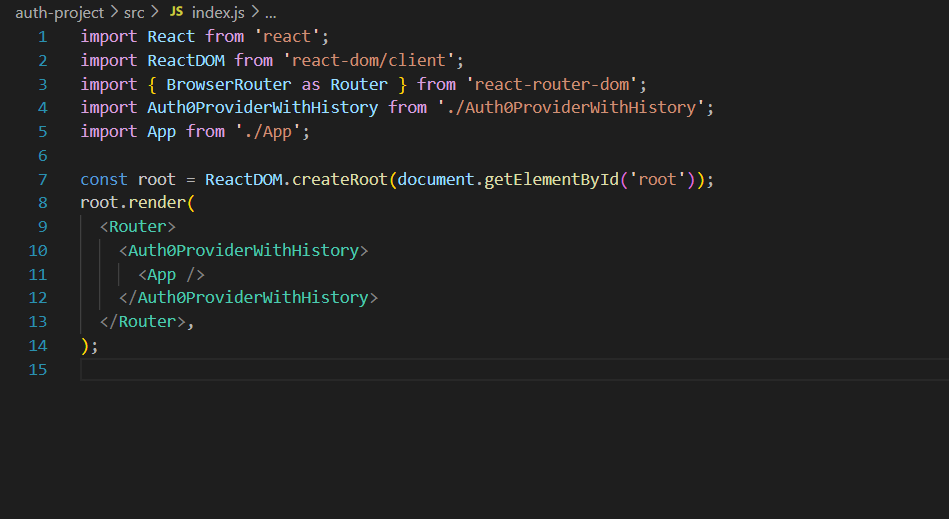 auth-project > src > JS index.js > ...
1 import React from 'react';
2 import ReactDOM from 'react-dom/client';
3 import { BrowserRouter as Router } from 'react-router-dom';
4 import Auth0ProviderWithHistory from './Auth0ProviderWithHistory';
5 import App from './App';
6
7 const root = ReactDOM.createRoot(document.getElementById('root'));
8 root.render(
9   <Router>
10     <Auth0ProviderWithHistory>
11       <App />
12     </Auth0ProviderWithHistory>
13   </Router>,
14 );
15